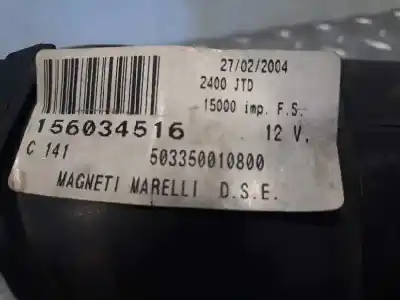 27/02/2004
2400 JTD
15000 imp. F.S.
156034516
12 V.
C 141
503350010800
MAGNETI MARELLI D.S.E.